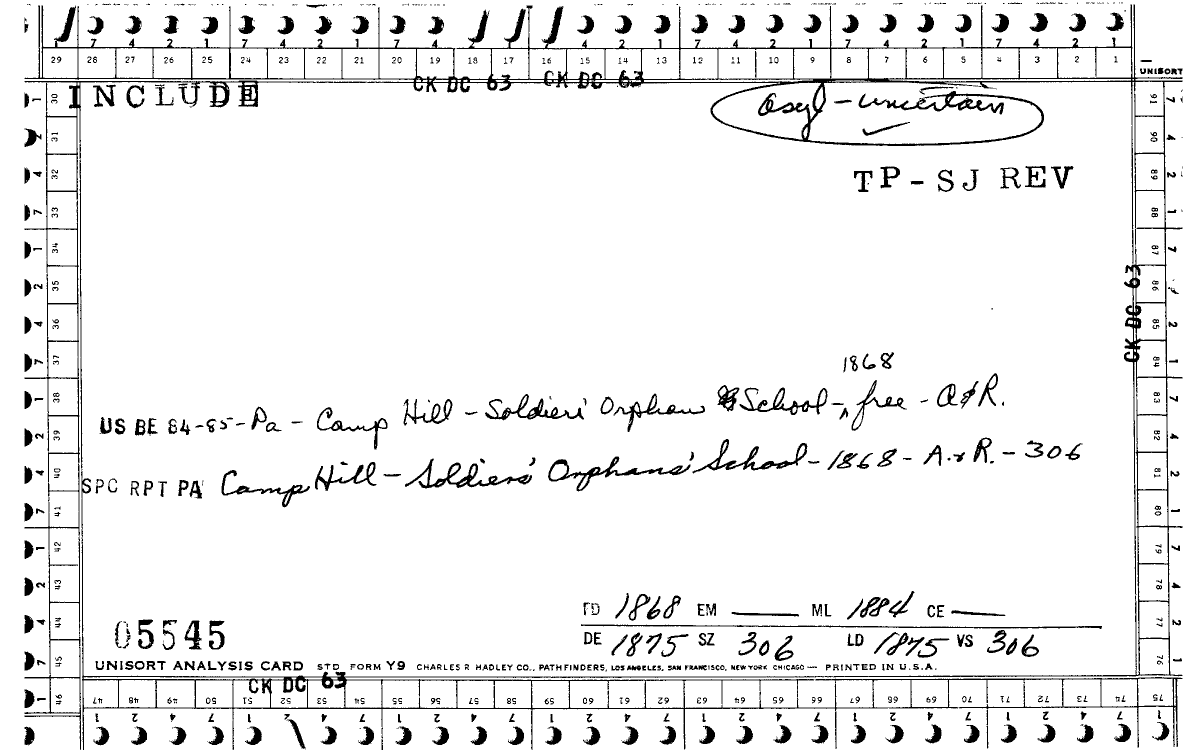 7 4 2 1 7 4 2 1 7 4 2 1 7 4 2 1 7 4 2 1 7 4 2 1 7 4 2 1
29 28 27 26 25 24 23 22 21 20 19 18 17 16 15 14 13 12 11 10 9 8 7 6 5 4 3 2 1
UNISORT
CK DC 63 CK DC 63
INCLUDE
asyl - uncertain
✓
TP-SJ REV
CK DC 63
1868
US BE 84-85-Pa - Camp Hill - Soldiers' Orphan School - ^ free - A&R.
SPC RPT PA Camp Hill - Soldiers' Orphans' School - 1868 - A. & R. - 306
FD 1868 EM ——— ML 1884 CE ———
05545
DE 1875 SZ 306 LD 1875 VS 306
UNISORT ANALYSIS CARD STD FORM Y9 CHARLES R HADLEY CO., PATHFINDERS, LOS ANGELES, SAN FRANCISCO, NEW YORK CHICAGO — PRINTED IN U.S.A.
CK DC 63
30 31 32 33 34 35 36 37 38 39 40 41 42 43 44 45 46
47 48 49 50 51 52 53 54 55 56 57 58 59 60 61 62 63 64 65 66 67 68 69 70 71 72 73 74 75
91 90 89 88 87 86 85 84 83 82 81 80 79 78 77 76